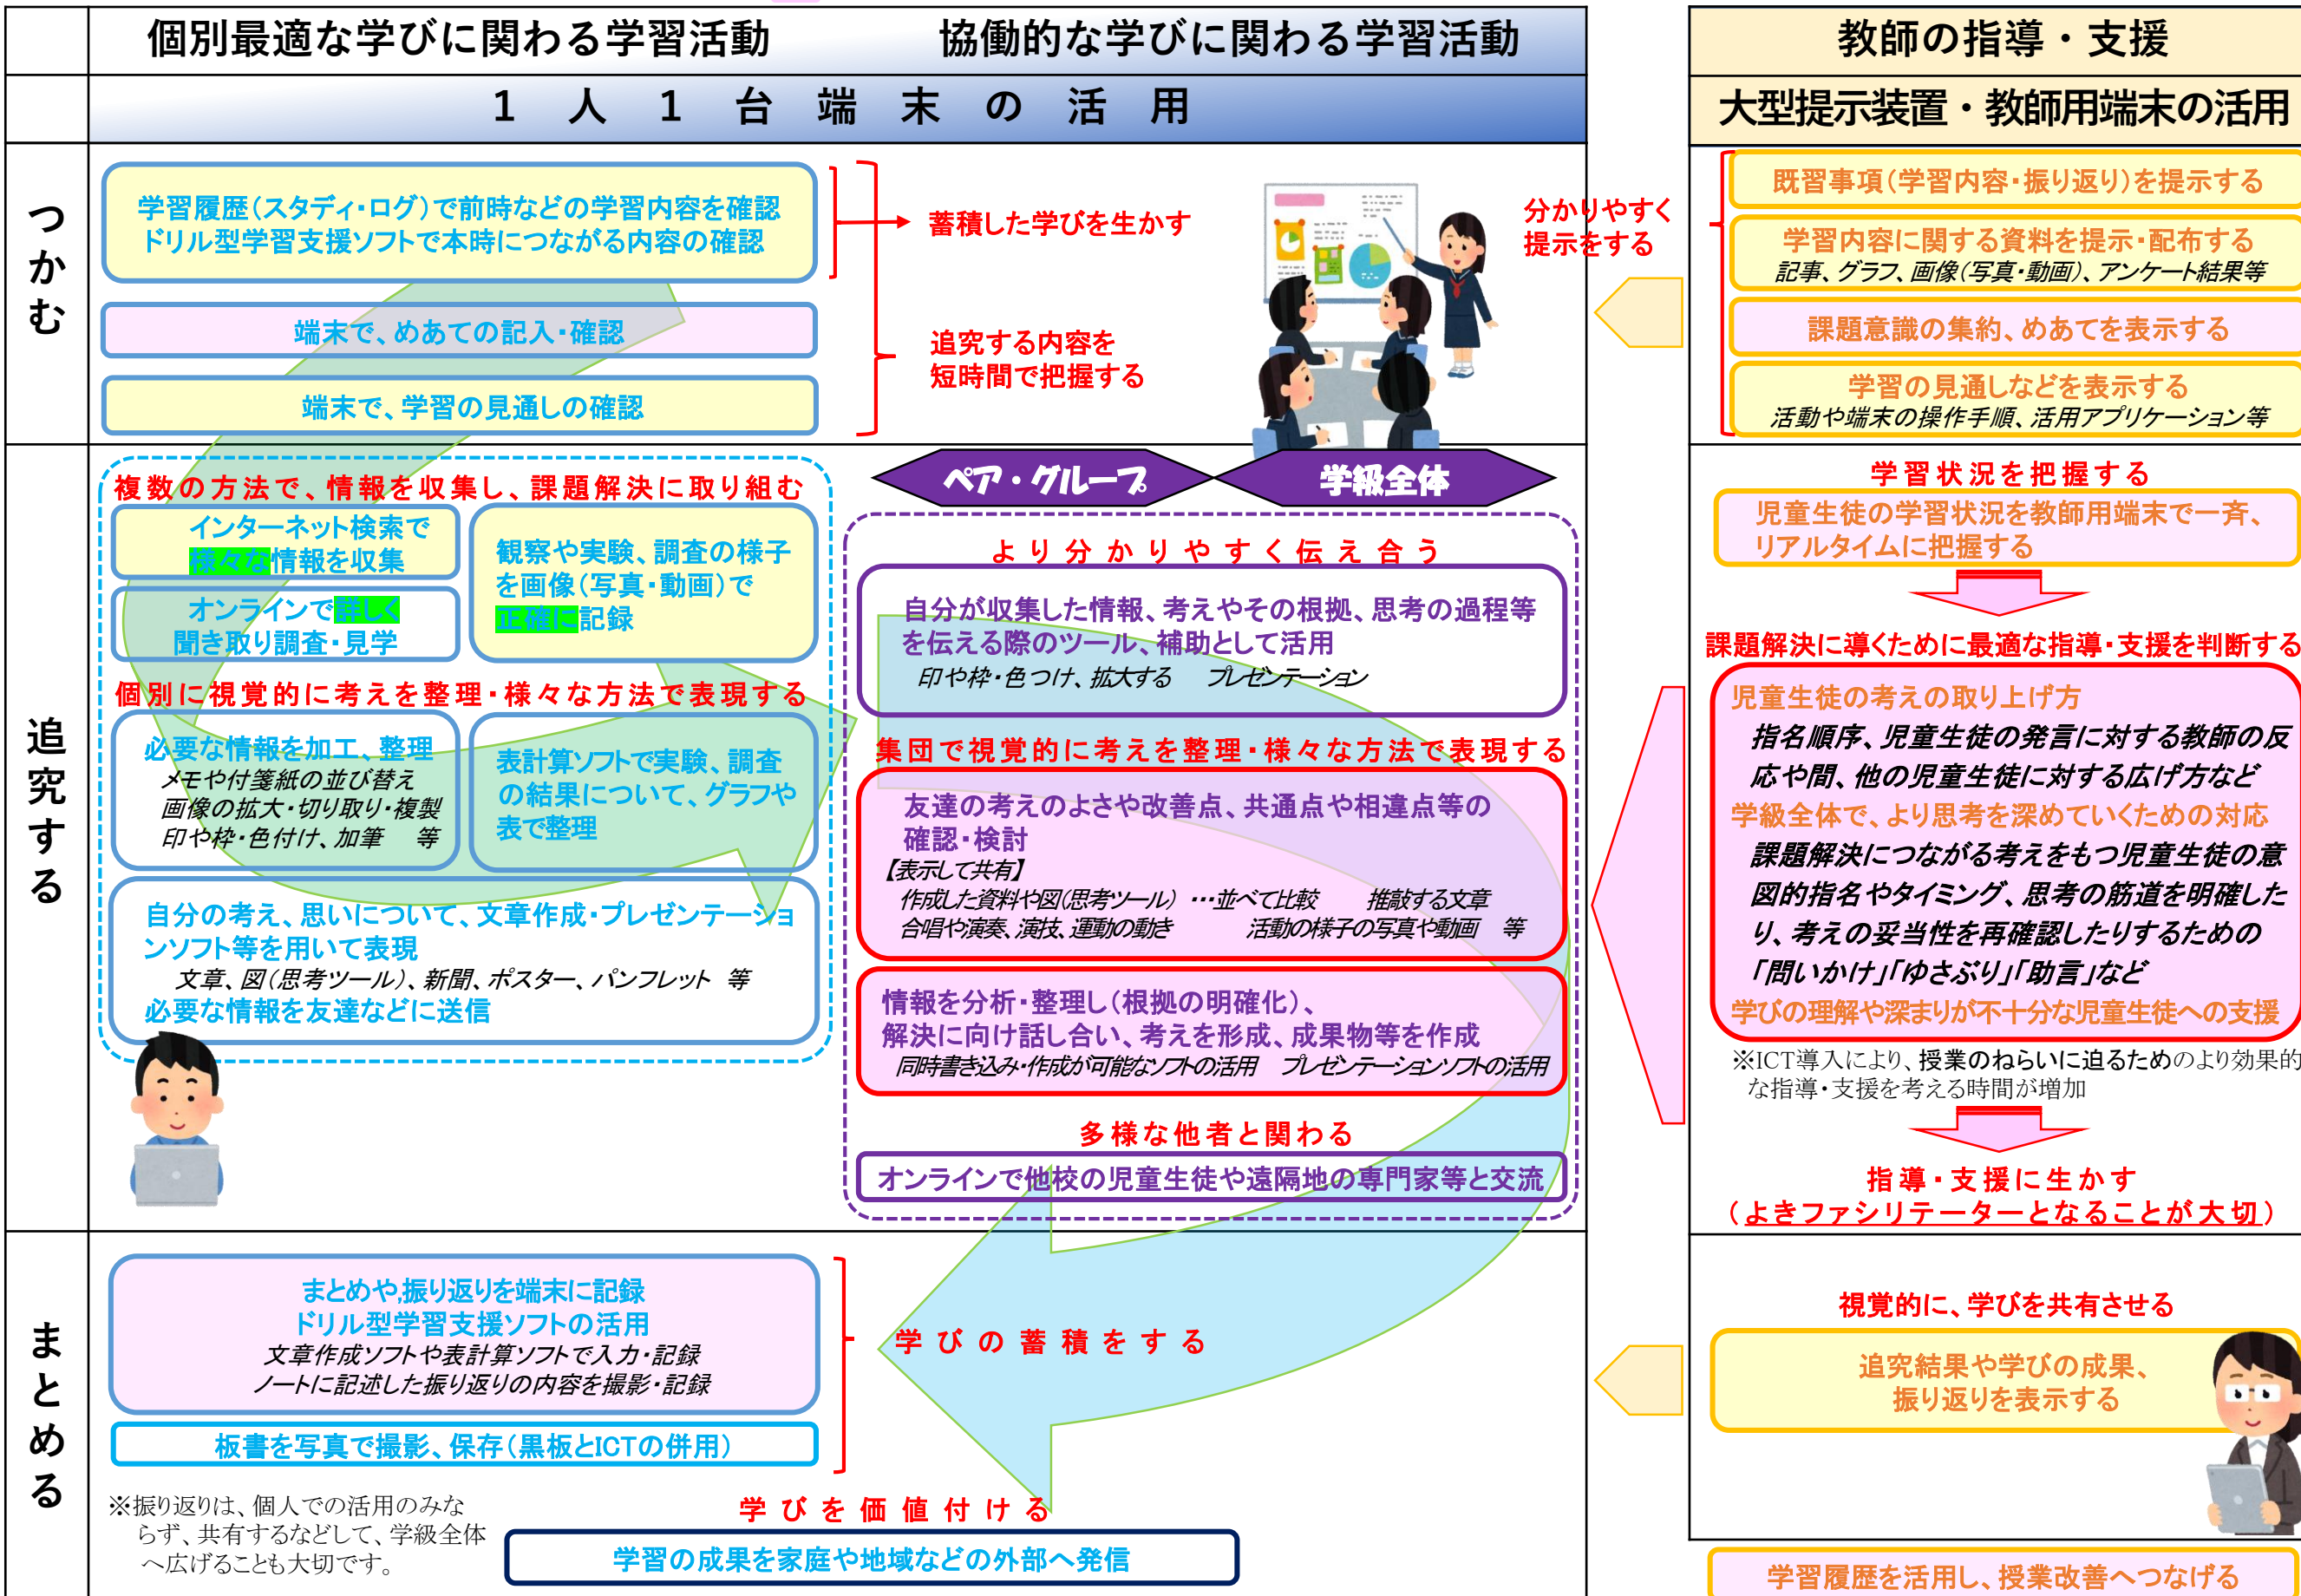 個別最適な学びに関わる学習活動
協働的な学びに関わる学習活動
1人1台端末の活用
教師の指導・支援
大型提示装置・教師用端末の活用
つかむ
学習履歴(スタディ・ログ)で前時などの学習内容を確認
ドリル型学習支援ソフトで本時につながる内容の確認
端末で、めあての記入・確認
端末で、学習の見通しの確認
蓄積した学びを生かす
追究する内容を
短時間で把握する
分かりやすく
提示をする
既習事項(学習内容・振り返り)を提示する
学習内容に関する資料を提示・配布する
記事、グラフ、画像(写真・動画)、アンケート結果等
課題意識の集約、めあてを表示する
学習の見通しなどを表示する
活動や端末の操作手順、活用アプリケーション等
追究する
複数の方法で、情報を収集し、課題解決に取り組む
インターネット検索で
様々な情報を収集
オンラインで詳しく
聞き取り調査・見学
観察や実験、調査の様子
を画像(写真・動画)で
正確に記録
個別に視覚的に考えを整理・様々な方法で表現する
必要な情報を加工、整理
メモや付箋紙の並び替え
画像の拡大・切り取り・複製
印や枠・色付け、加筆 等
表計算ソフトで実験、調査
の結果について、グラフや
表で整理
自分の考え、思いについて、文章作成・プレゼンテーショ
ンソフト等を用いて表現
文章、図(思考ツール)、新聞、ポスター、パンフレット 等
必要な情報を友達などに送信
ペア・グループ
学級全体
より分かりやすく伝え合う
自分が収集した情報、考えやその根拠、思考の過程等
を伝える際のツール、補助として活用
印や枠・色つけ、拡大する プレゼンテーション
集団で視覚的に考えを整理・様々な方法で表現する
友達の考えのよさや改善点、共通点や相違点等の
確認・検討
【表示して共有】
作成した資料や図(思考ツール) …並べて比較 推敲する文章
合唱や演奏、演技、運動の動き 活動の様子の写真や動画 等
情報を分析・整理し(根拠の明確化)、
解決に向け話し合い、考えを形成、成果物等を作成
同時書き込み・作成が可能なソフトの活用 プレゼンテーションソフトの活用
多様な他者と関わる
オンラインで他校の児童生徒や遠隔地の専門家等と交流
学習状況を把握する
児童生徒の学習状況を教師用端末で一斉、
リアルタイムに把握する
課題解決に導くために最適な指導・支援を判断する
児童生徒の考えの取り上げ方
指名順序、児童生徒の発言に対する教師の反
応や間、他の児童生徒に対する広げ方など
学級全体で、より思考を深めていくための対応
課題解決につながる考えをもつ児童生徒の意
図的指名やタイミング、思考の筋道を明確した
り、考えの妥当性を再確認したりするための
「問いかけ」「ゆさぶり」「助言」など
学びの理解や深まりが不十分な児童生徒への支援
※ICT導入により、授業のねらいに迫るためのより効果的
な指導・支援を考える時間が増加
指導・支援に生かす
(よきファシリテーターとなることが大切)
まとめる
まとめや,振り返りを端末に記録
ドリル型学習支援ソフトの活用
文章作成ソフトや表計算ソフトで入力・記録
ノートに記述した振り返りの内容を撮影・記録
板書を写真で撮影、保存(黒板とICTの併用)
学びの蓄積をする
※振り返りは、個人での活用のみな
らず、共有するなどして、学級全体
へ広げることも大切です。
学びを価値付ける
学習の成果を家庭や地域などの外部へ発信
視覚的に、学びを共有させる
追究結果や学びの成果、
振り返りを表示する
学習履歴を活用し、授業改善へつなげる